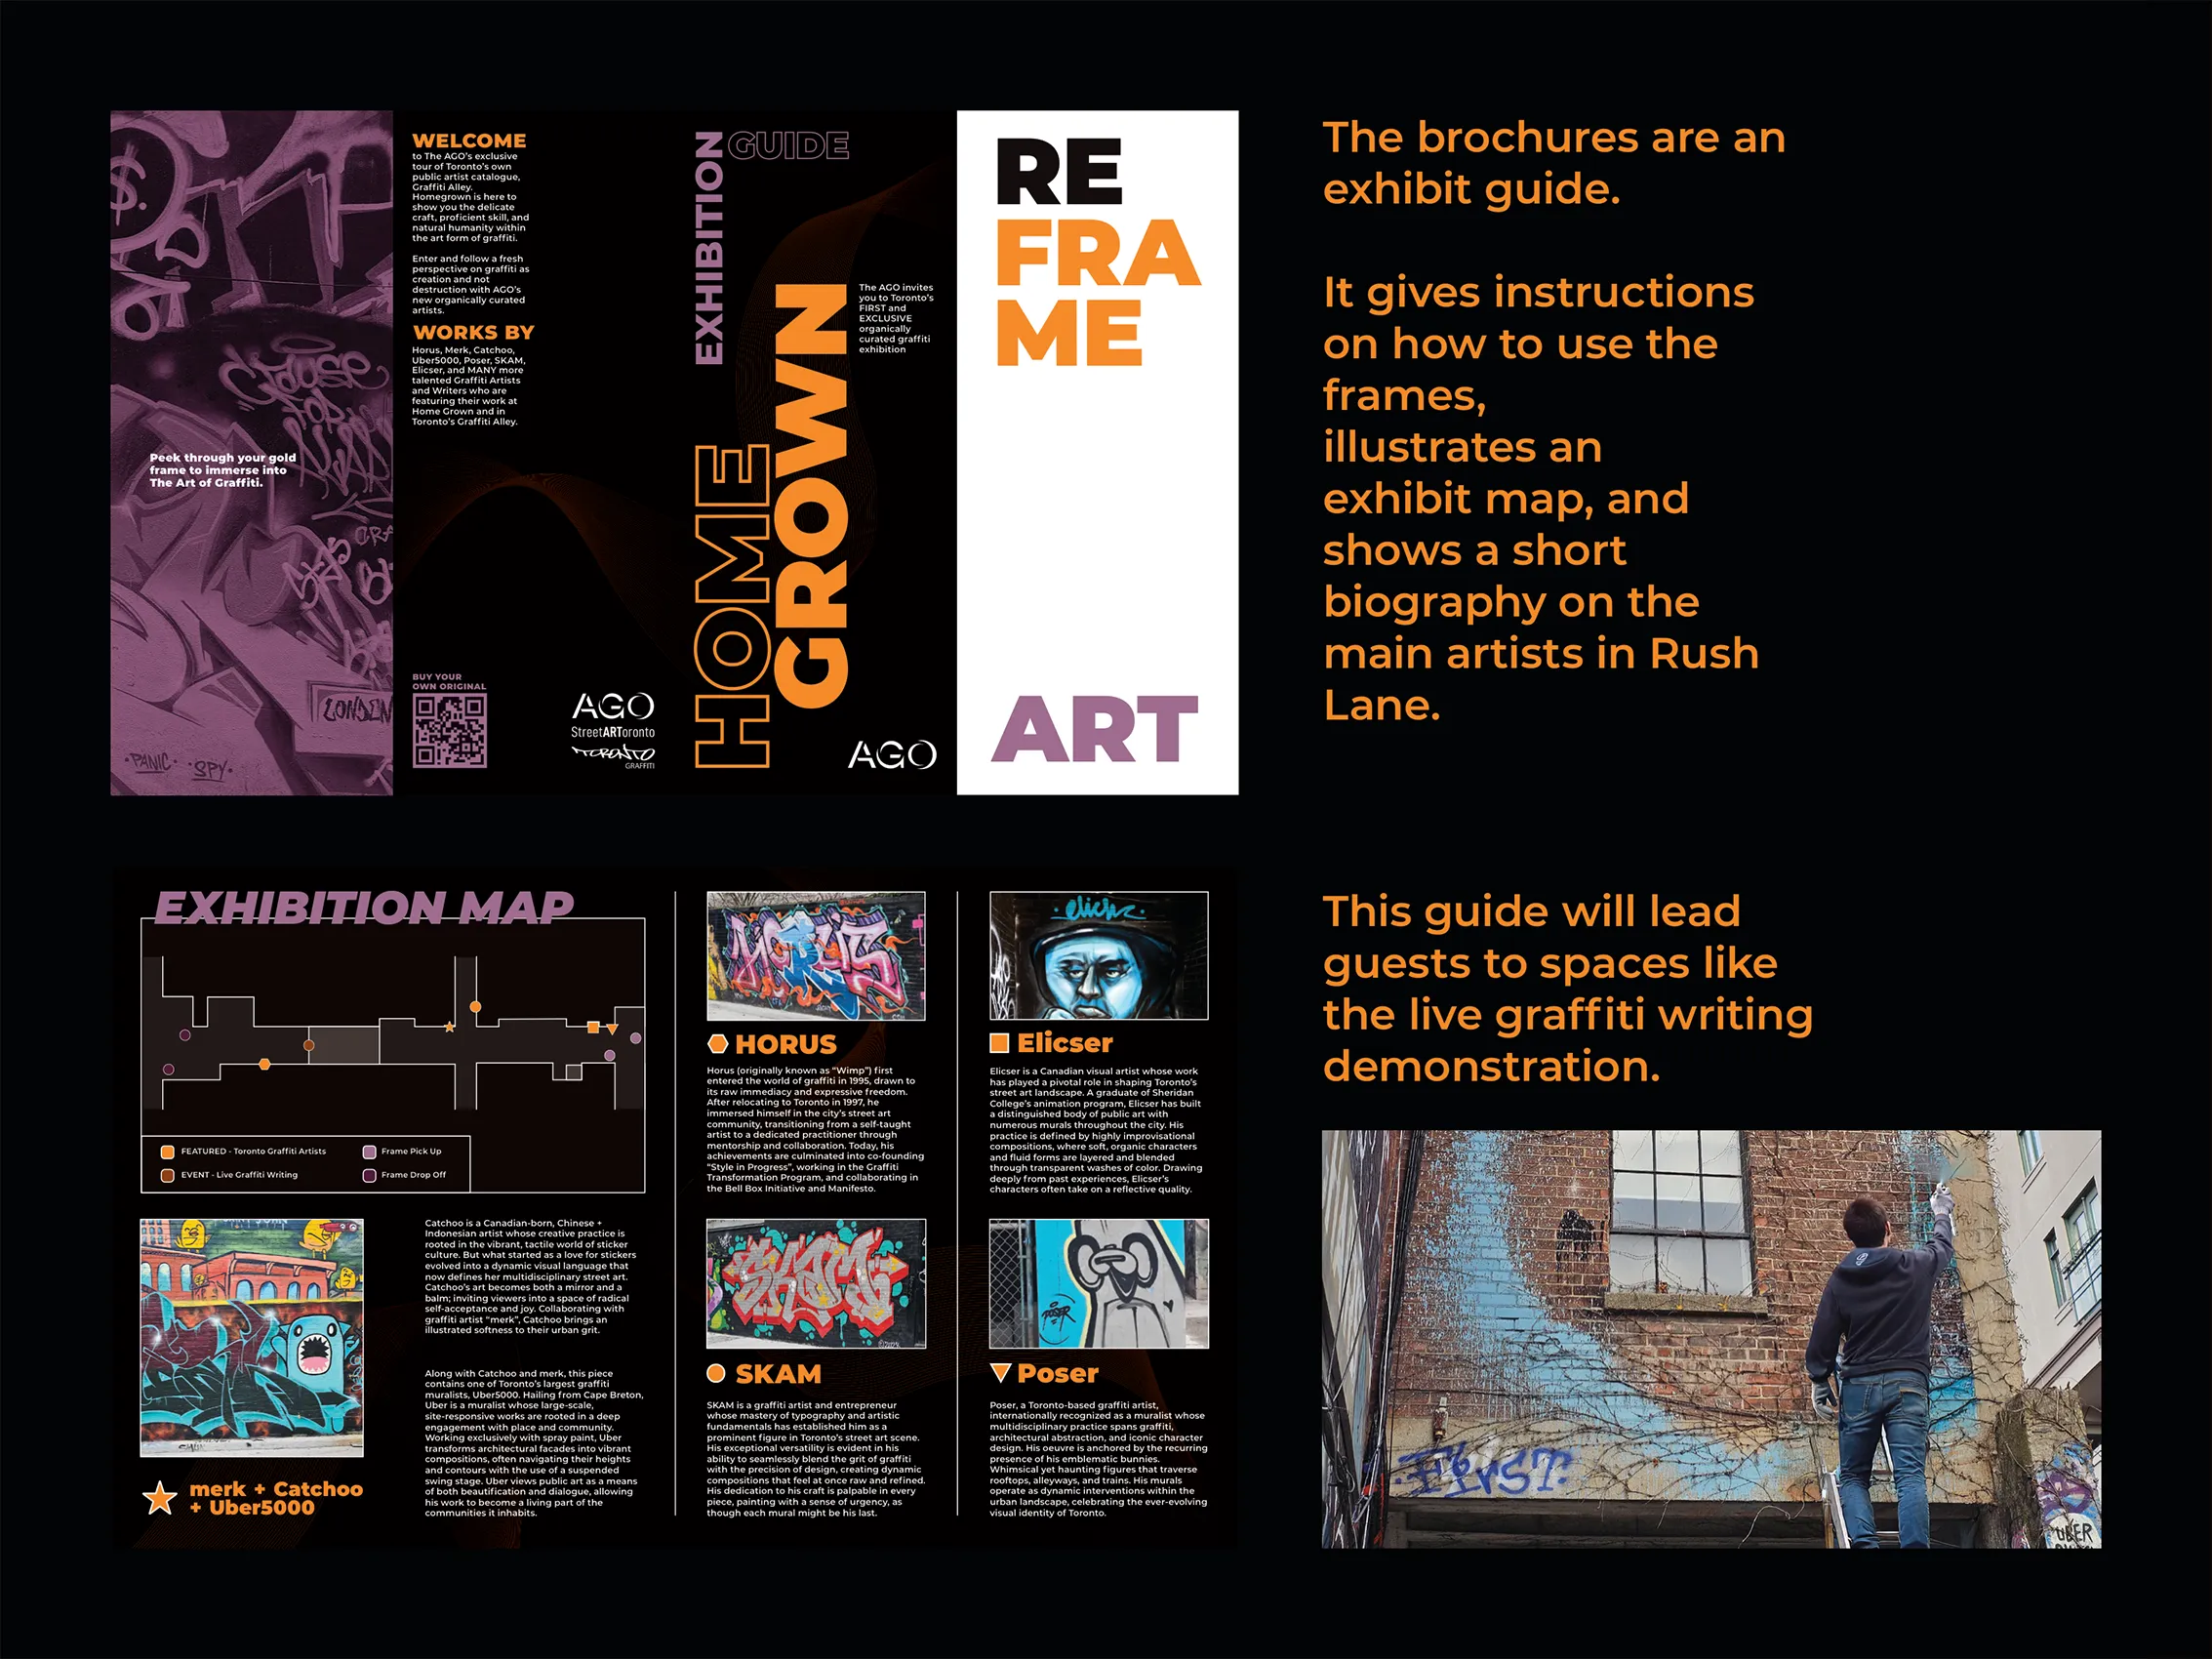 Peek through your gold
frame to immerse into
The Art of Graffiti.
LONDEN
·PANIC· ·SPY·
WELCOME
to The AGO's exclusive
tour of Toronto's own
public artist catalogue,
Graffiti Alley.
Homegrown is here to
show you the delicate
craft, proficient skill, and
natural humanity within
the art form of graffiti.
Enter and follow a fresh
perspective on graffiti as
creation and not
destruction with AGO's
new organically curated
artists.
WORKS BY
Horus, Merk, Catchoo,
Uber5000, Poser, SKAM,
Elicser, and MANY more
talented Graffiti Artists
and Writers who are
featuring their work at
Home Grown and in
Toronto's Graffiti Alley.
BUY YOUR
OWN ORIGINAL
AGO
StreetARToronto
TORONTO
GRAFFITI
EXHIBITION
GUIDE
HOME
GROWN
The AGO invites
you to Toronto's
FIRST and
EXCLUSIVE
organically
curated graffiti
exhibition
AGO
RE
FRA
ME
ART
The brochures are an
exhibit guide.
It gives instructions
on how to use the
frames,
illustrates an
exhibit map, and
shows a short
biography on the
main artists in Rush
Lane.
EXHIBITION MAP
FEATURED - Toronto Graffiti Artists
EVENT - Live Graffiti Writing
Frame Pick Up
Frame Drop Off
merk + Catchoo
+ Uber5000
Catchoo is a Canadian-born, Chinese +
Indonesian artist whose creative practice is
rooted in the vibrant, tactile world of sticker
culture. But what started as a love for stickers
evolved into a dynamic visual language that
now defines her multidisciplinary street art.
Catchoo's art becomes both a mirror and a
balm; inviting viewers into a space of radical
self-acceptance and joy. Collaborating with
graffiti artist "merk", Catchoo brings an
illustrated softness to their urban grit.
Along with Catchoo and merk, this piece
contains one of Toronto's largest graffiti
muralists, Uber5000. Hailing from Cape Breton,
Uber is a muralist whose large-scale,
site-responsive works are rooted in a deep
engagement with place and community.
Working exclusively with spray paint, Uber
transforms architectural facades into vibrant
compositions, often navigating their heights
and contours with the use of a suspended
swing stage. Uber views public art as a means
of both beautification and dialogue, allowing
his work to become a living part of the
communities it inhabits.
HORUS
Horus (originally known as "Wimp") first
entered the world of graffiti in 1995, drawn to
its raw immediacy and expressive freedom.
After relocating to Toronto in 1997, he
immersed himself in the city's street art
community, transitioning from a self-taught
artist to a dedicated practitioner through
mentorship and collaboration. Today, his
achievements are culminated into co-founding
"Style in Progress", working in the Graffiti
Transformation Program, and collaborating in
the Bell Box Initiative and Manifesto.
SKAM
SKAM
SKAM is a graffiti artist and entrepreneur
whose mastery of typography and artistic
fundamentals has established him as a
prominent figure in Toronto's street art scene.
His exceptional versatility is evident in his
ability to seamlessly blend the grit of graffiti
with the precision of design, creating dynamic
compositions that feel at once raw and refined.
His dedication to his craft is palpable in every
piece, painting with a sense of urgency, as
though each mural might be his last.
Elicser
Elicser is a Canadian visual artist whose work
has played a pivotal role in shaping Toronto's
street art landscape. A graduate of Sheridan
College's animation program, Elicser has built
a distinguished body of public art with
numerous murals throughout the city. His
practice is defined by highly improvisational
compositions, where soft, organic characters
and fluid forms are layered and blended
through transparent washes of color. Drawing
deeply from past experiences, Elicser's
characters often take on a reflective quality.
POSER
Poser
Poser, a Toronto-based graffiti artist,
internationally recognized as a muralist whose
multidisciplinary practice spans graffiti,
architectural abstraction, and iconic character
design. His oeuvre is anchored by the recurring
presence of his emblematic bunnies.
Whimsical yet haunting figures that traverse
rooftops, alleyways, and trains. His murals
operate as dynamic interventions within the
urban landscape, celebrating the ever-evolving
visual identity of Toronto.
This guide will lead
guests to spaces like
the live graffiti writing
demonstration.
FirST
UBER